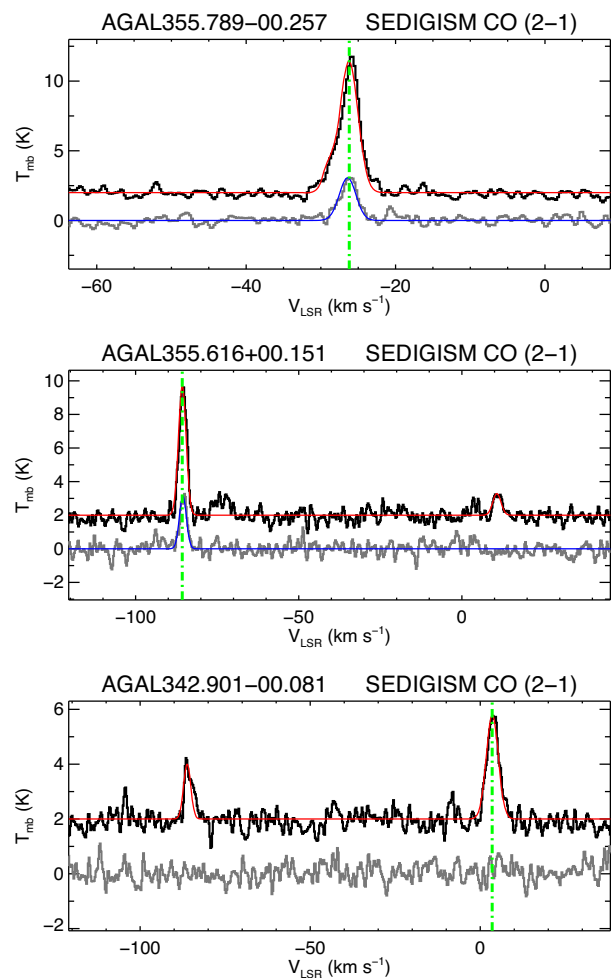 AGAL355.789−00.257 SEDIGISM CO (2−1)
10
5
0
T_mb (K)
−60 −40 −20 0
V_LSR (km s⁻¹)
AGAL355.616+00.151 SEDIGISM CO (2−1)
10
8
6
4
2
0
−2
T_mb (K)
−100 −50 0
V_LSR (km s⁻¹)
AGAL342.901−00.081 SEDIGISM CO (2−1)
6
4
2
0
−2
T_mb (K)
−100 −50 0
V_LSR (km s⁻¹)